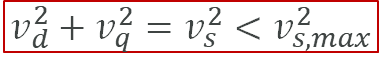 $v_d^2 + v_q^2 = v_s^2 < v_{s,max}^2$